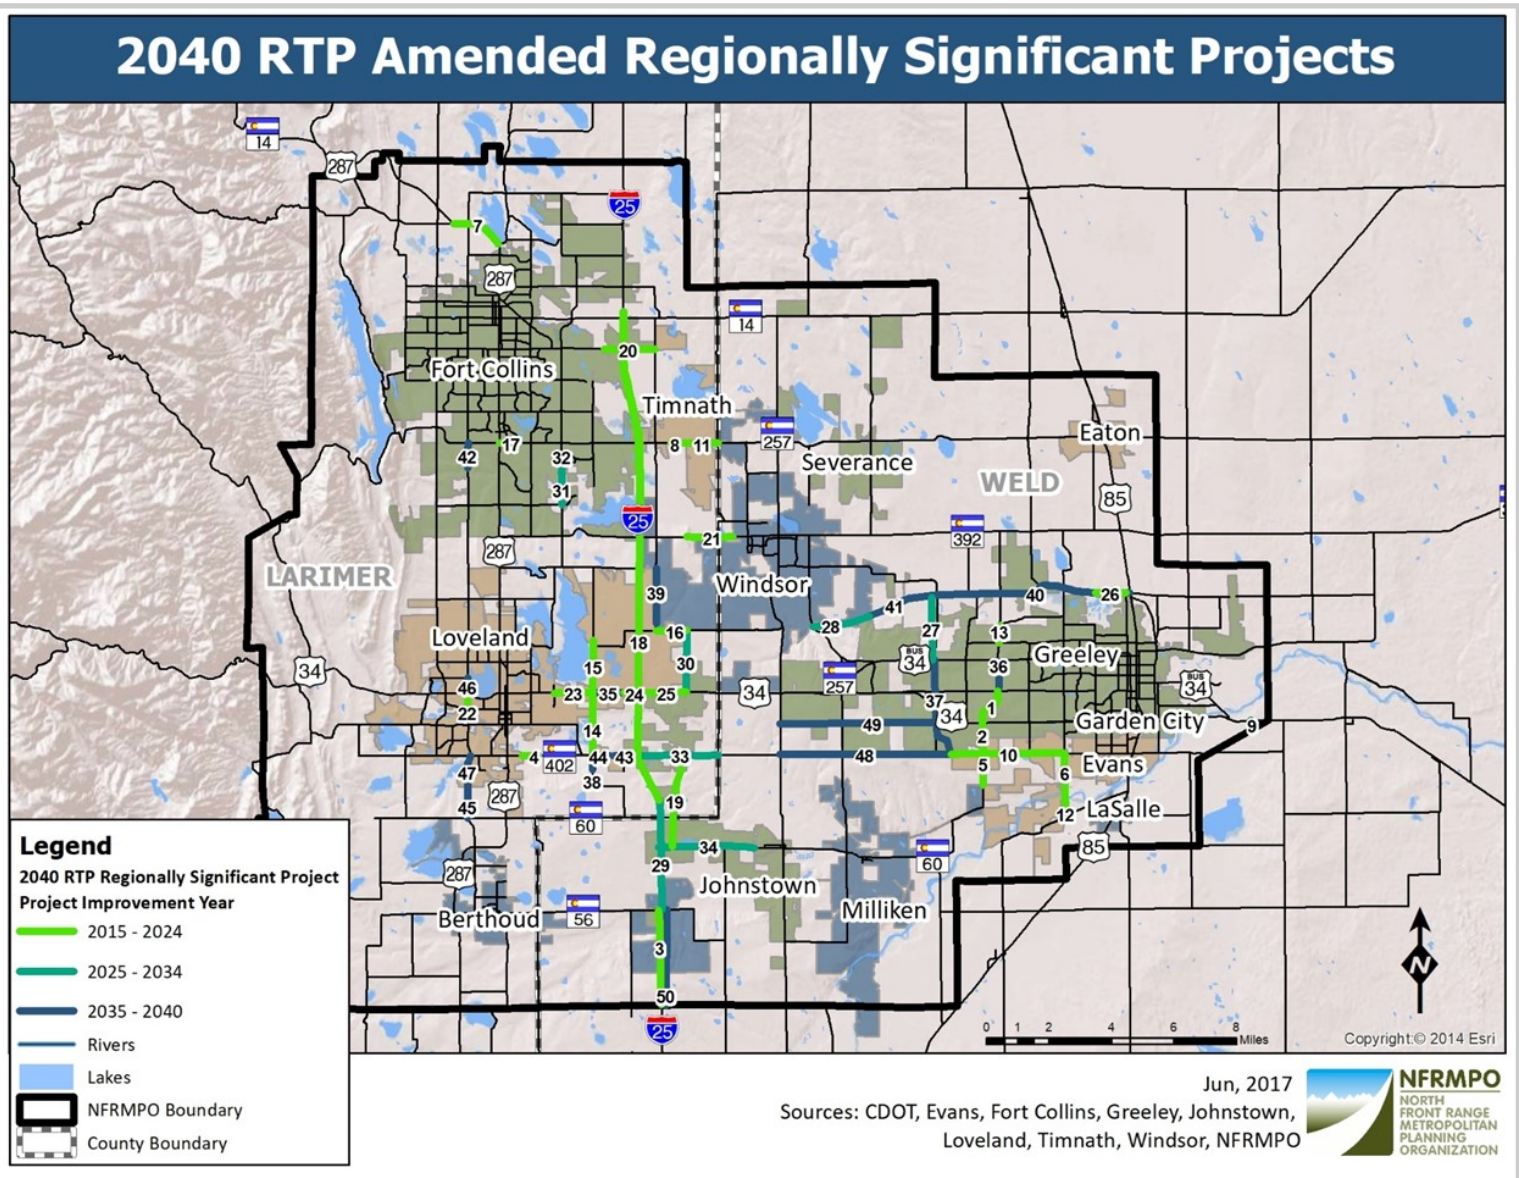 2040 RTP Amended Regionally Significant Projects
14
287
25
7
287
14
20
Fort Collins
Timnath
257
Eaton
8 11
17
42
32
31
Severance
WELD
85
25
21
392
287
LARIMER
39
Windsor
41
40
26
28
27
13
16
Loveland
18
15
30
BUS
34
36
Greeley
34
46
22
23 35 24 25
34
257
37
34
1
BUS
34
49
Garden City
9
14
2
4
402
44 43
33
48
10
5
Evans
6
47
38
45
287
19
12
LaSalle
60
34
60
85
29
287
Johnstown
Berthoud
56
Milliken
3
50
25
Legend
2040 RTP Regionally Significant Project
Project Improvement Year
2015 - 2024
2025 - 2034
2035 - 2040
Rivers
Lakes
NFRMPO Boundary
County Boundary
N
0 1 2 4 6 8
Miles
Copyright:© 2014 Esri
Jun, 2017
Sources: CDOT, Evans, Fort Collins, Greeley, Johnstown,
Loveland, Timnath, Windsor, NFRMPO
NFRMPO
NORTH
FRONT RANGE
METROPOLITAN
PLANNING
ORGANIZATION